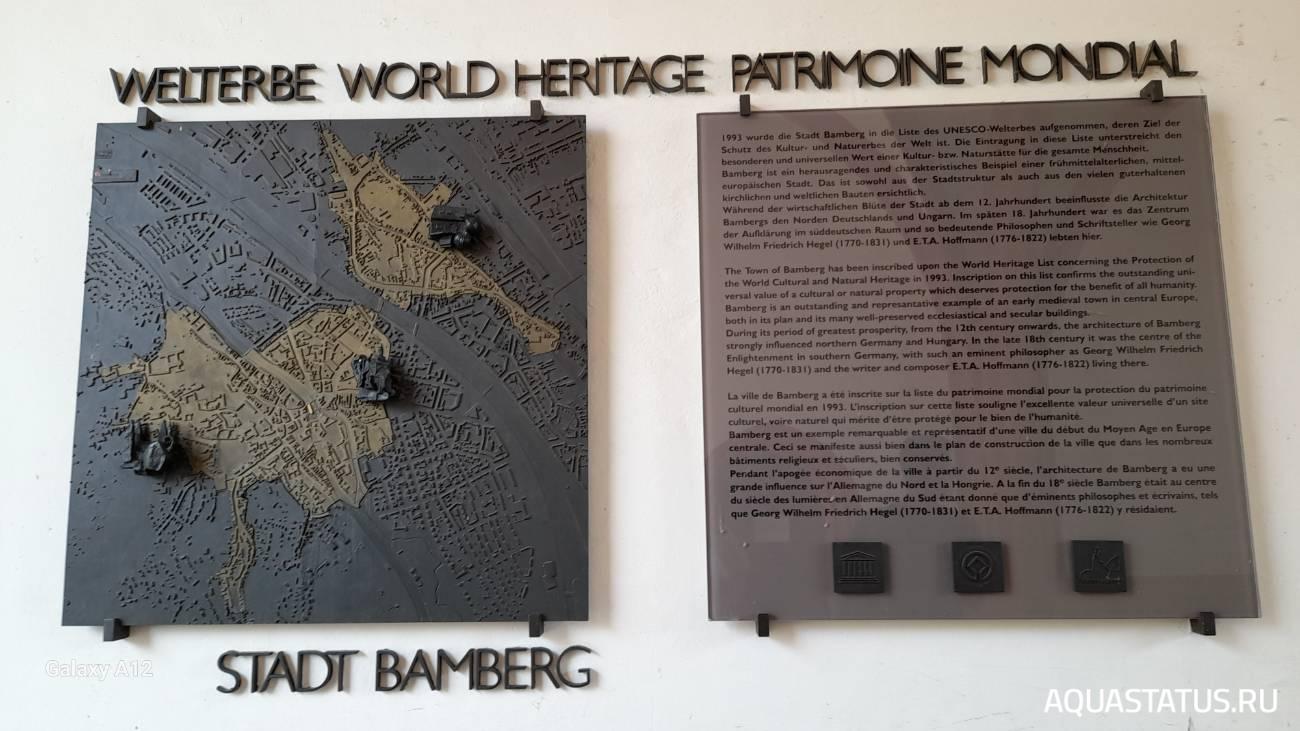 WELTERBE WORLD HERITAGE PATRIMOINE MONDIAL
1993 wurde die Stadt Bamberg in die Liste des UNESCO-Welterbes aufgenommen, deren Ziel der
Schutz des Kultur- und Naturerbes der Welt ist. Die Eintragung in diese Liste unterstreicht den
besonderen und universellen Wert einer Kultur- bzw. Naturstätte für die gesamte Menschheit.
Bamberg ist ein herausragendes und charakteristisches Beispiel einer frühmittelalterlichen, mittel-
europäischen Stadt. Das ist sowohl aus der Stadtstruktur als auch aus den vielen guterhaltenen
kirchlichnn und weltlichen Bauten ersichtlich.
Während der wirtschaftlichen Blüte der Stadt ab dem 12. Jahrhundert beeinflusste die Architektur
Bambergs den Norden Deutschlands und Ungarn. Im späten 18. Jahrhundert war es das Zentrum
der Aufklärung im süddeutschen Raum und so bedeutende Philosophen und Schriftsteller wie Georg
Wilhelm Friedrich Hegel (1770-1831) und E.T.A. Hoffmann (1776-1822) lebten hier.
The Town of Bamberg has been inscribed upon the World Heritage List concerning the Protection of
the World Cultural and Natural Heritage in 1993. Inscription on this list confirms the outstanding uni-
versal value of a cultural or natural property which deserves protection for the benefit of all humanity.
Bamberg is an outstanding and represantative example of an early medieval town in central Europe,
both in its plan and its many well-preserved ecclesiastical and secular buildings.
During its period of greatest prosperity, from the 12th century onwards, the architecture of Bamberg
strongly influenced northern Germany and Hungary. In the late 18th century it was the centre of the
Enlightenment in southern Germany, with such an eminent philosopher as Georg Wilhelm Friedrich
Hegel (1770-1831) and the writer and composer E.T.A. Hoffmann (1776-1822) living there.
La ville de Bamberg a été inscrite sur la liste du patrimoine mondial pour la protection du patrimoine
culturel mondial en 1993. L'inscription sur cette liste souligne l'excellente valeur universelle d'un site
culturel, voire naturel qui mérite d'être protégé pour le bien de l'humanité.
Bamberg est un exemple remarquable et représentatif d'une ville du début du Moyen Age en Europe
centrale. Ceci se manifeste aussi bien dans le plan de construction de la ville que dans les nombreux
bâtiments religieux et séculiers, bien conservés.
Pendant l'apogée économique de la ville à partir du 12e siècle, l'architecture de Bamberg a eu une
grande influence sur l'Allemagne du Nord et la Hongrie. A la fin du 18e siècle Bamberg était au centre
du siècle des lumières en Allemagne du Sud étant donne que d'éminents philosophes et écrivains, tels
que Georg Wilhelm Friedrich Hegel (1770-1831) et E.T.A. Hoffmann (1776-1822) y résidaient.
STADT BAMBERG
Galaxy A12
AQUASTATUS.RU